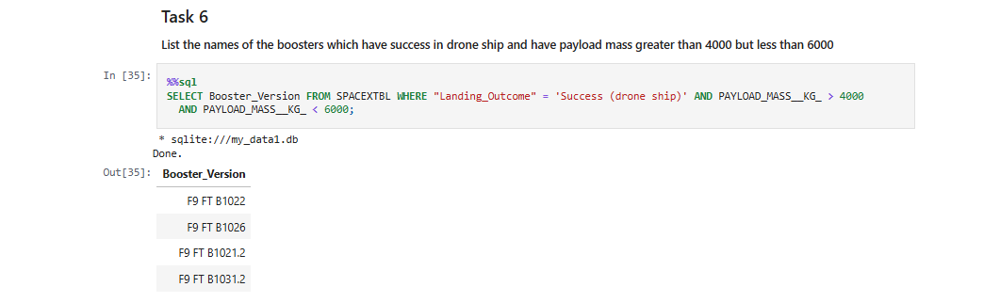 Task 6
List the names of the boosters which have success in drone ship and have payload mass greater than 4000 but less than 6000
In [35]:
%%sql
SELECT Booster_Version FROM SPACEXTBL WHERE "Landing_Outcome" = 'Success (drone ship)' AND PAYLOAD_MASS__KG_ > 4000
AND PAYLOAD_MASS__KG_ < 6000;
* sqlite:///my_data1.db
Done.
Out[35]:
Booster_Version
F9 FT B1022
F9 FT B1026
F9 FT B1021.2
F9 FT B1031.2